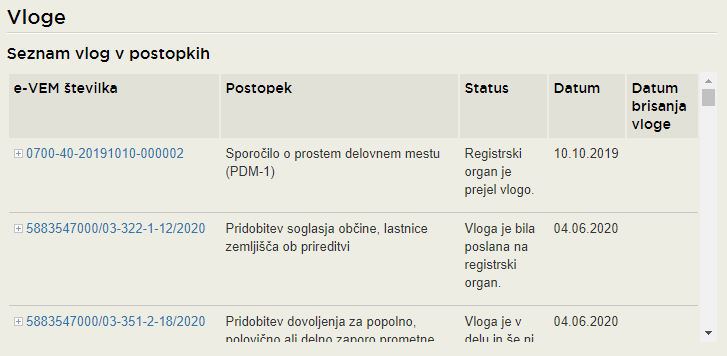 Vloge
Seznam vlog v postopkih
e-VEM številka Postopek Status Datum Datum
brisanja
vloge
0700-40-20191010-000002 Sporočilo o prostem delovnem mestu Registrski 10.10.2019
(PDM-1) organ je
prejel vlogo.
5883547000/03-322-1-12/2020 Pridobitev soglasja občine, lastnice Vloga je bila 04.06.2020
zemljišča ob prireditvi poslana na
registrski
organ.
5883547000/03-351-2-18/2020 Pridobitev dovoljenja za popolno, Vloga je v 04.06.2020
polovično ali delno zaporo prometne delu in še ni